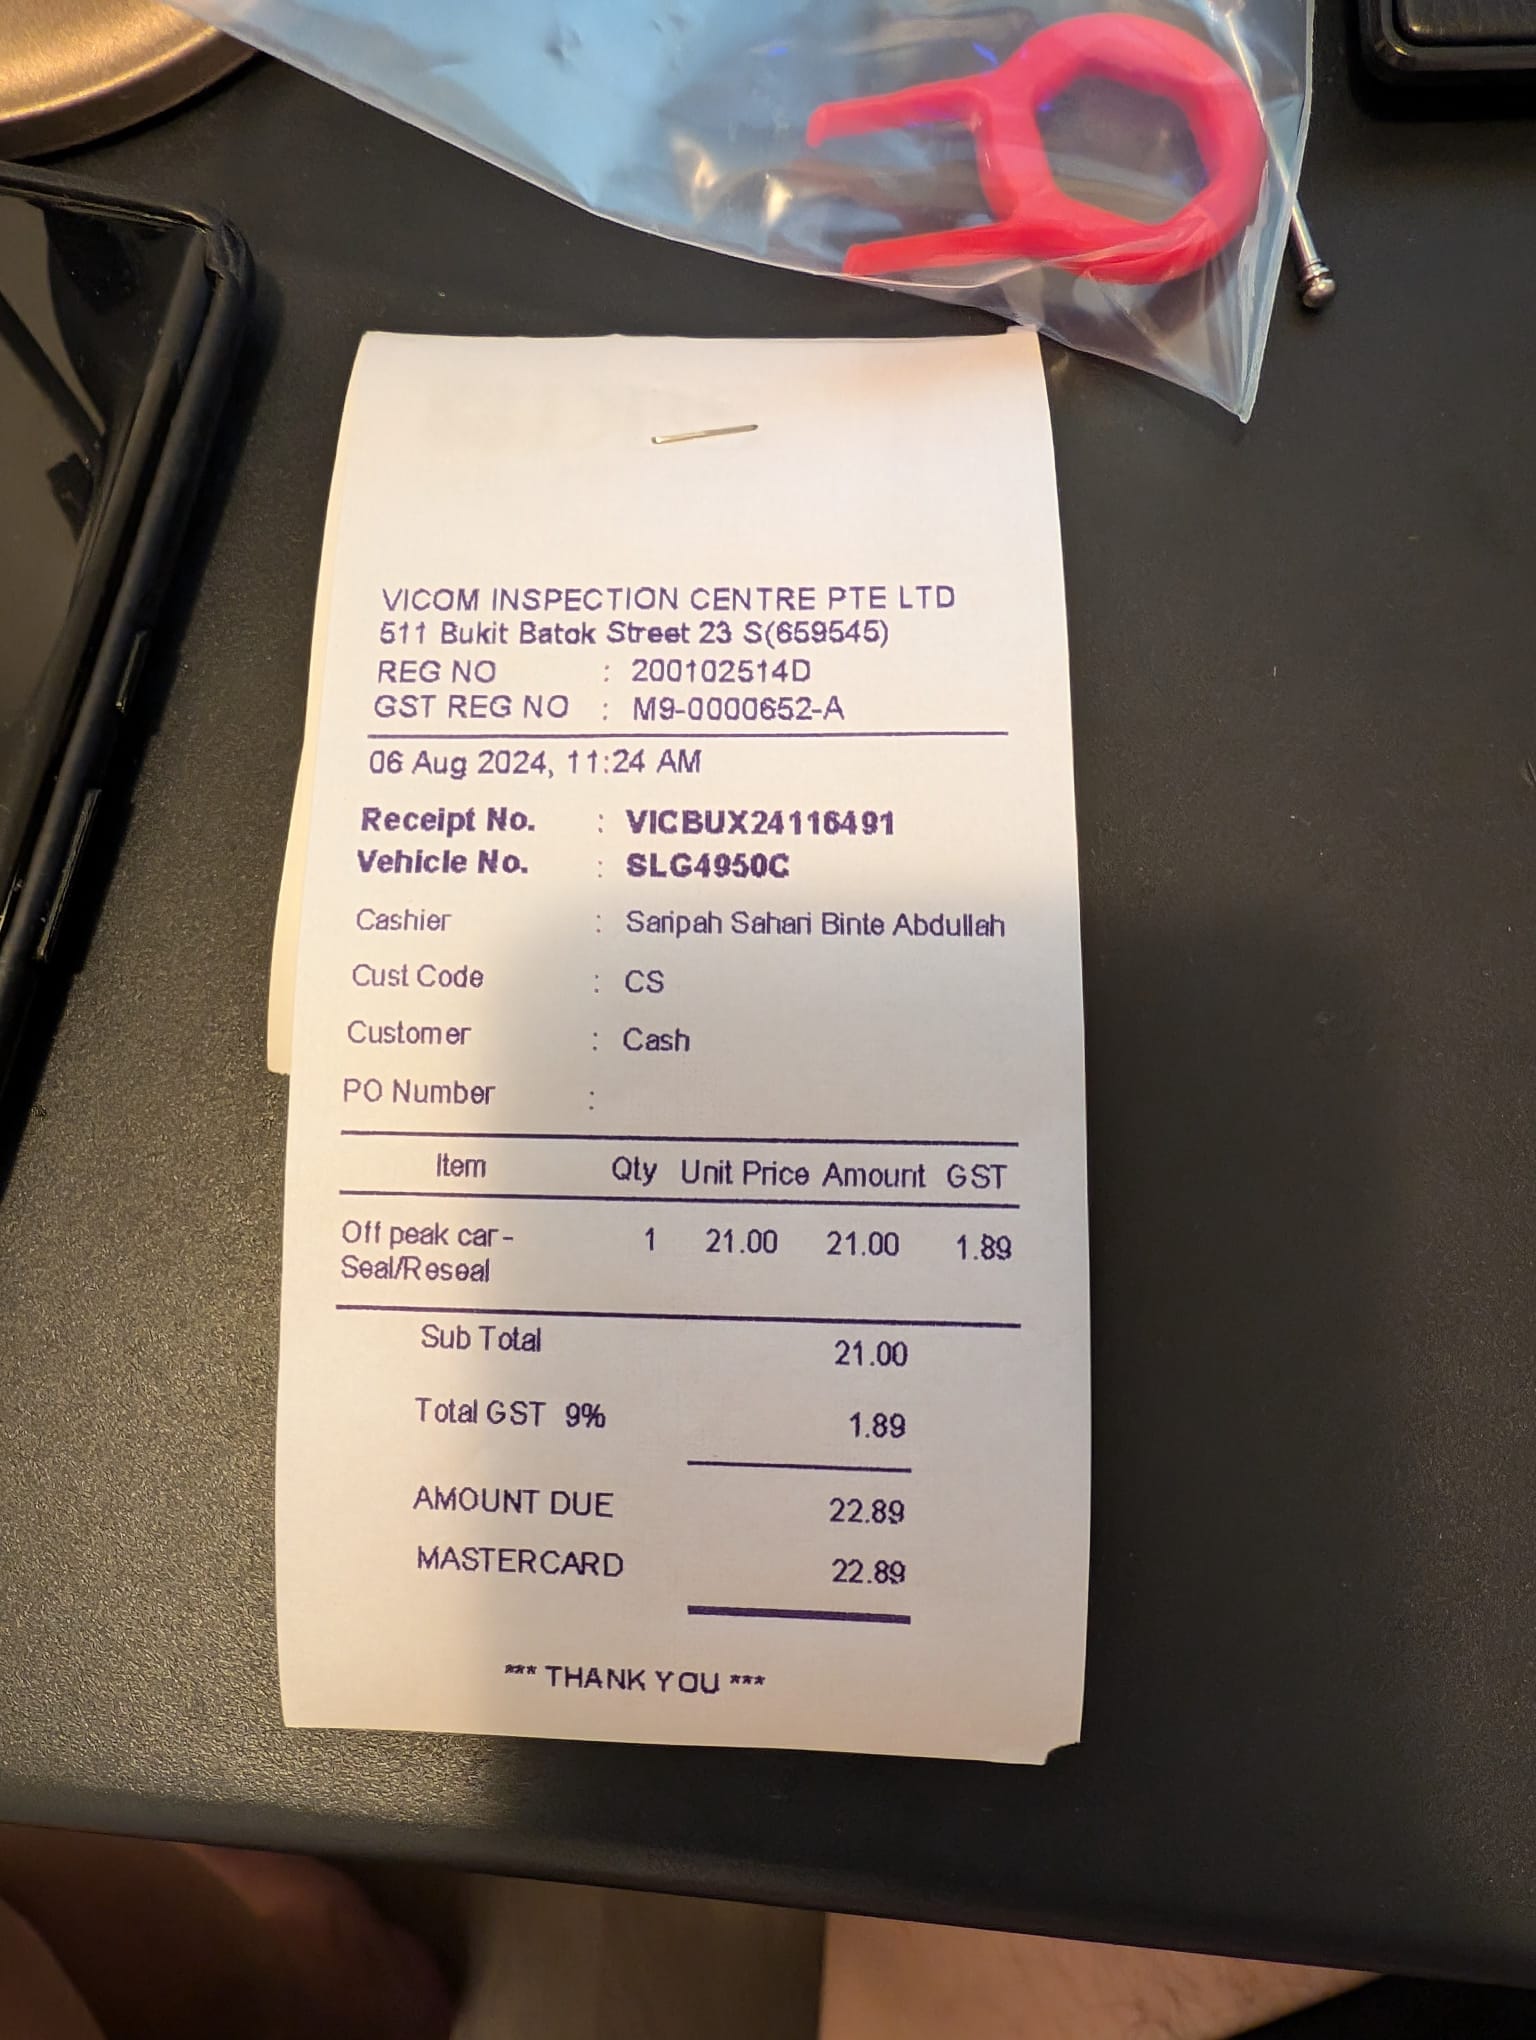 VICOM INSPECTION CENTRE PTE LTD
511 Bukit Batok Street 23 S(659545)
REG NO : 200102514D
GST REG NO : M9-0000652-A
06 Aug 2024, 11:24 AM
Receipt No. : VICBUX24116491
Vehicle No. : SLG4950C
Cashier : Saripah Sahari Binte Abdullah
Cust Code : CS
Customer : Cash
PO Number :
Item Qty Unit Price Amount GST
Off peak car - 1 21.00 21.00 1.89
Seal/Reseal
Sub Total 21.00
Total GST 9% 1.89
AMOUNT DUE 22.89
MASTERCARD 22.89
*** THANK YOU ***